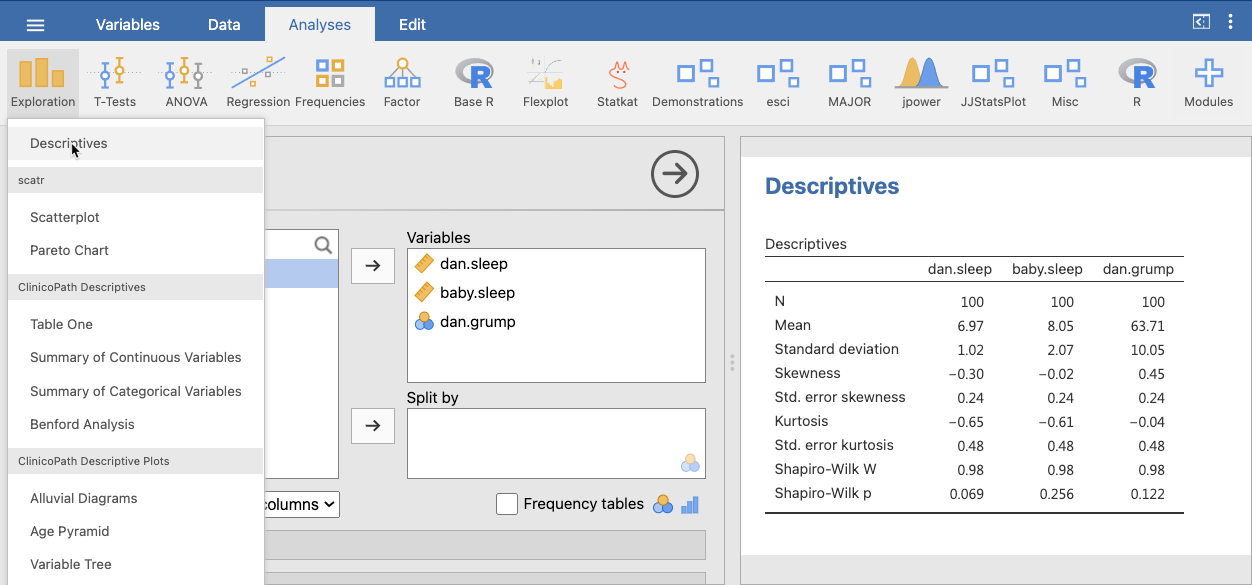 Variables Data Analyses Edit
Exploration T-Tests ANOVA Regression Frequencies Factor Base R Flexplot Statkat Demonstrations esci MAJOR jpower JJStatsPlot Misc R Modules
Descriptives
scatr
Scatterplot
Pareto Chart
ClinicoPath Descriptives
Table One
Summary of Continuous Variables
Summary of Categorical Variables
Benford Analysis
ClinicoPath Descriptive Plots
Alluvial Diagrams
Age Pyramid
Variable Tree
Variables
dan.sleep
baby.sleep
dan.grump
Split by
columns
Frequency tables
Descriptives
Descriptives
dan.sleep baby.sleep dan.grump
N 100 100 100
Mean 6.97 8.05 63.71
Standard deviation 1.02 2.07 10.05
Skewness −0.30 −0.02 0.45
Std. error skewness 0.24 0.24 0.24
Kurtosis −0.65 −0.61 −0.04
Std. error kurtosis 0.48 0.48 0.48
Shapiro-Wilk W 0.98 0.98 0.98
Shapiro-Wilk p 0.069 0.256 0.122